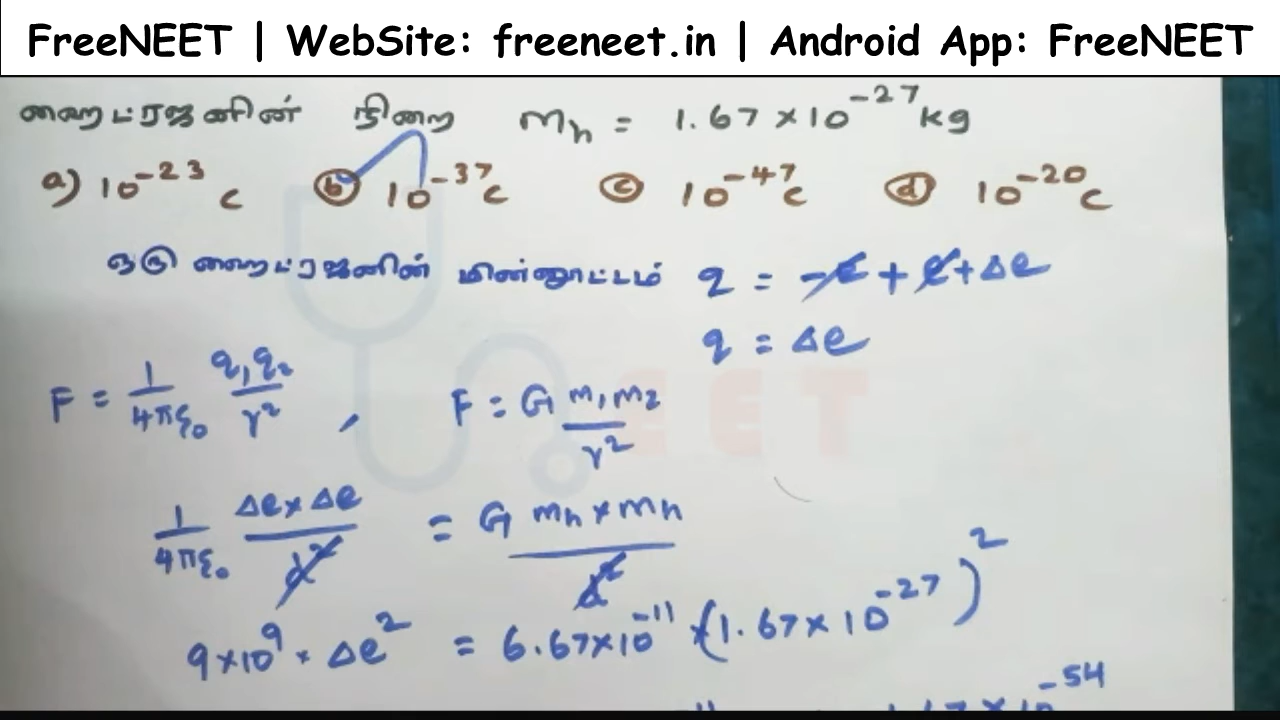 FreeNEET | WebSite: freeneet.in | Android App: FreeNEET
ஹைட்ரஜனின் நிறை mₕ = 1.67 × 10⁻²⁷ kg
a) 10⁻²³ C (b) 10⁻³⁷ C (c) 10⁻⁴⁷ C (d) 10⁻²⁰ C
ஒரு ஹைட்ரஜனின் மின்னூட்டம் q = -e + e + Δe
q = Δe
F = 1/4πε₀ q₁q₂/r² , F = G m₁m₂/r²
1/4πε₀ Δe × Δe/d² = G mₕ × mₕ/d²
9 × 10⁹ × Δe² = 6.67 × 10⁻¹¹ × (1.67 × 10⁻²⁷)²